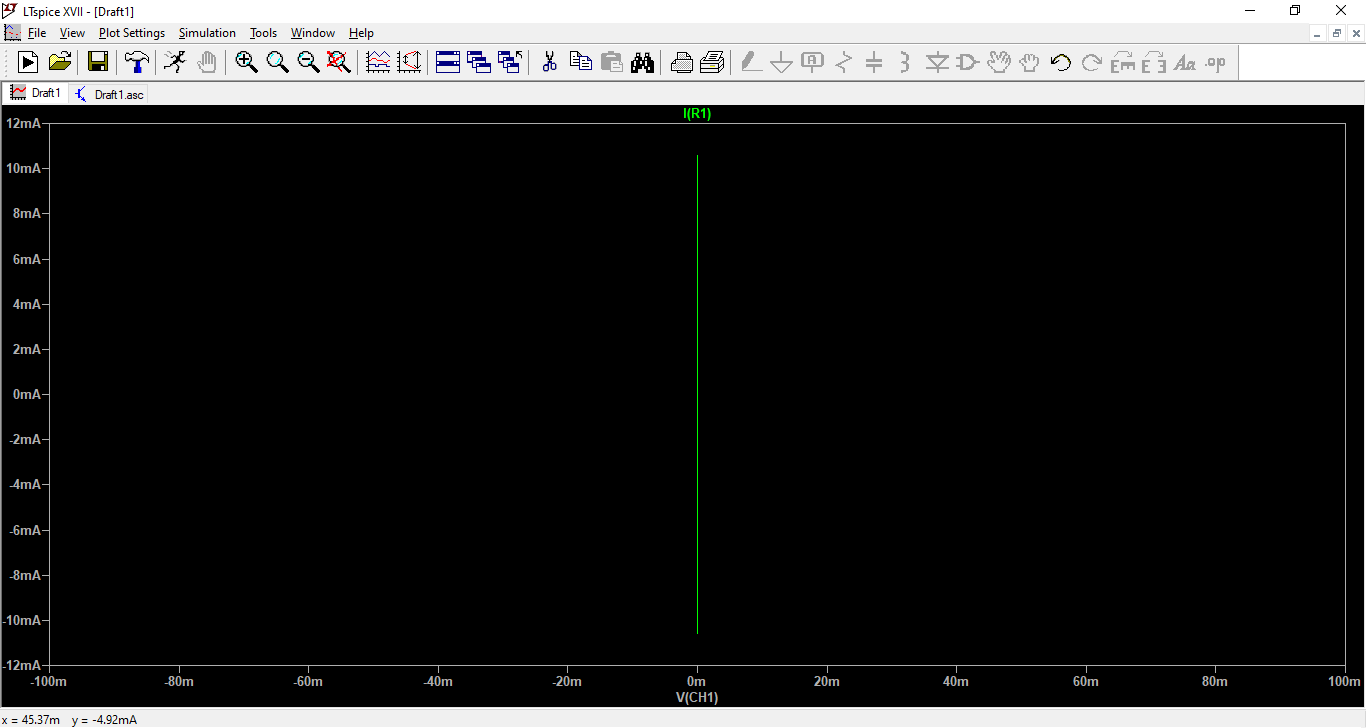 LTspice XVII - [Draft1]
File View Plot Settings Simulation Tools Window Help
Aa .op
Draft1 Draft1.asc
I(R1)
12mA
10mA
8mA
6mA
4mA
2mA
0mA
-2mA
-4mA
-6mA
-8mA
-10mA
-12mA
-100m -80m -60m -40m -20m 0m 20m 40m 60m 80m 100m
V(CH1)
x = 45.37m y = -4.92mA